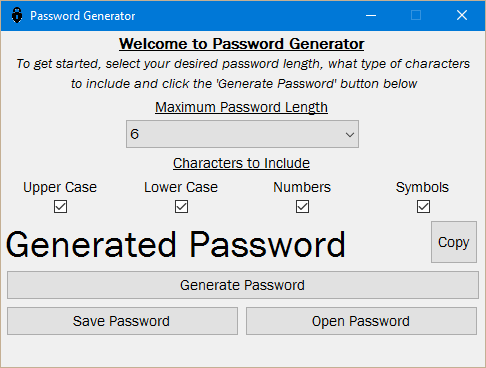 Password Generator
Welcome to Password Generator
To get started, select your desired password length, what type of characters
to include and click the 'Generate Password' button below
Maximum Password Length
6
Characters to Include
Upper Case Lower Case Numbers Symbols
Generated Password Copy
Generate Password
Save Password Open Password